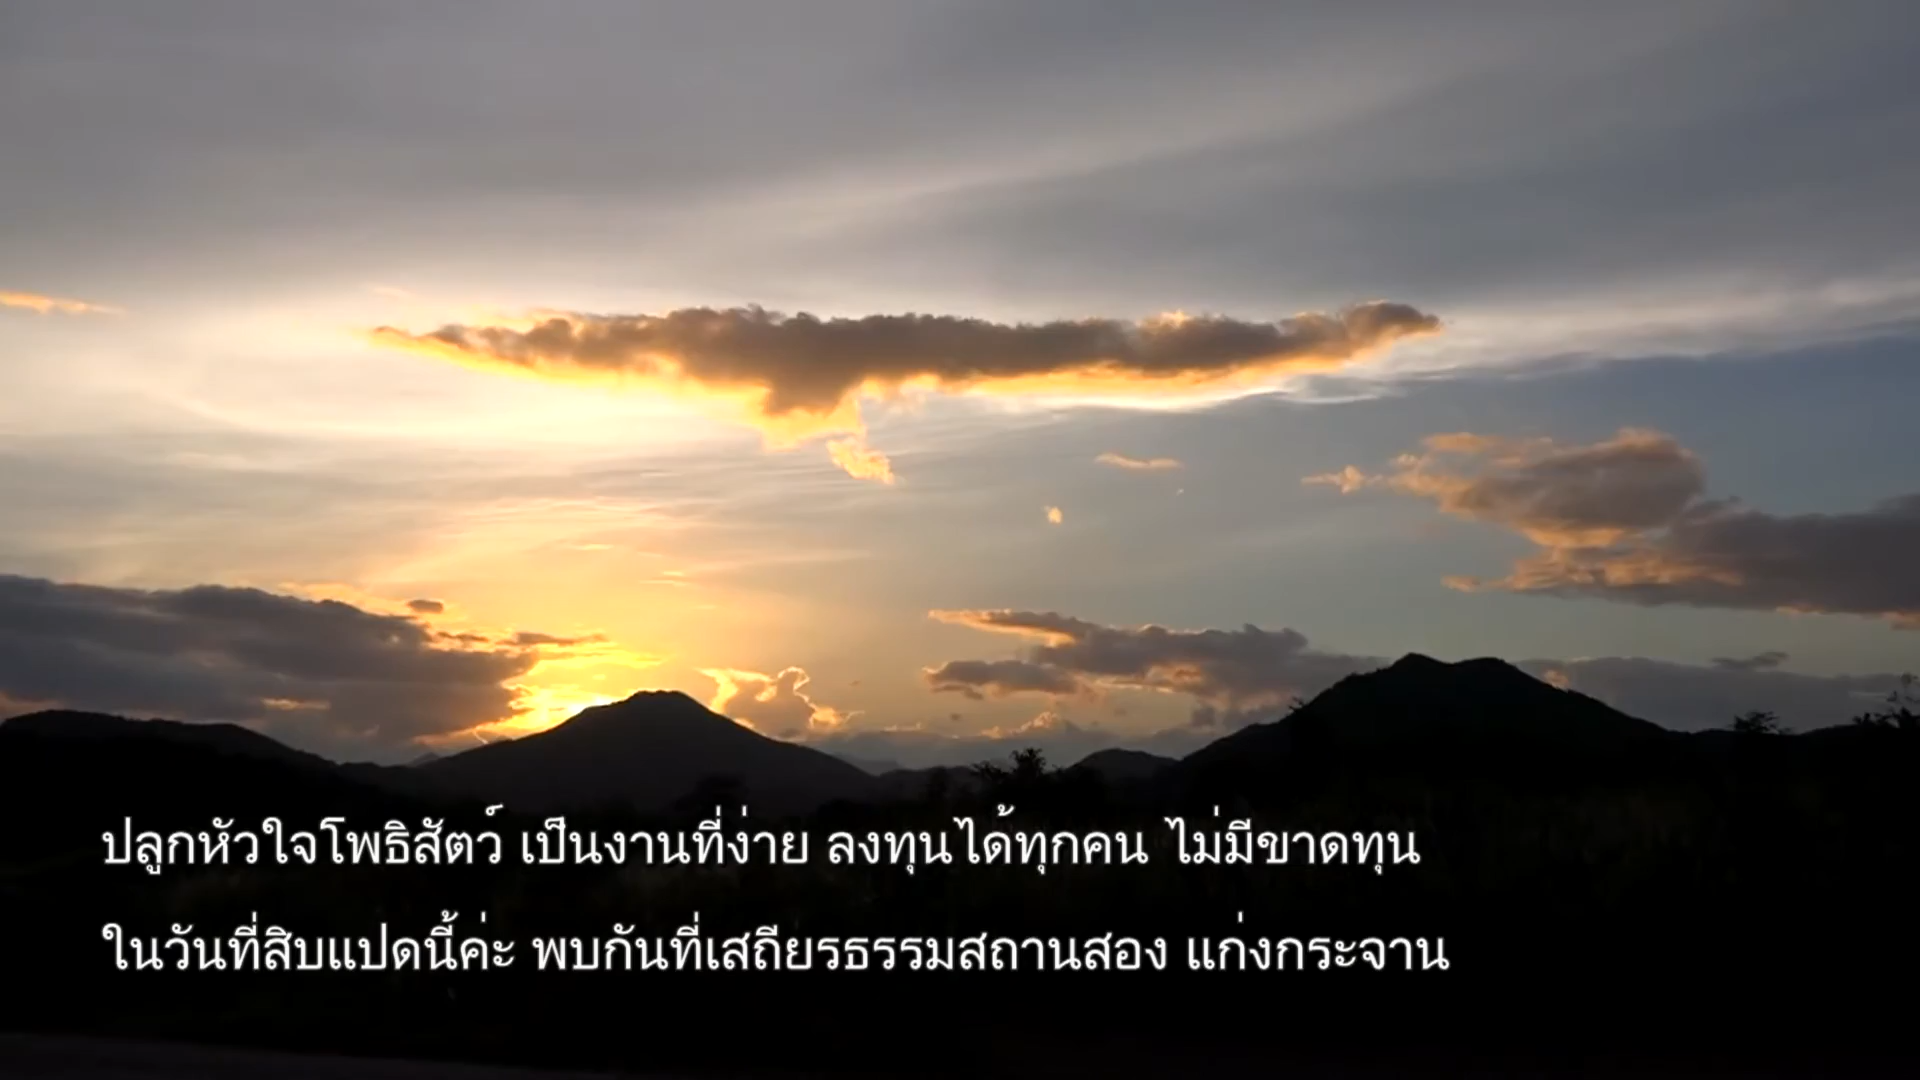 ปลูกหัวใจโพธิสัตว์ เป็นงานที่ง่าย ลงทุนได้ทุกคน ไม่มีขาดทุน
ในวันที่สิบแปดนี้ค่ะ พบกันที่เสถียรธรรมสถานสอง แก่งกระจาน